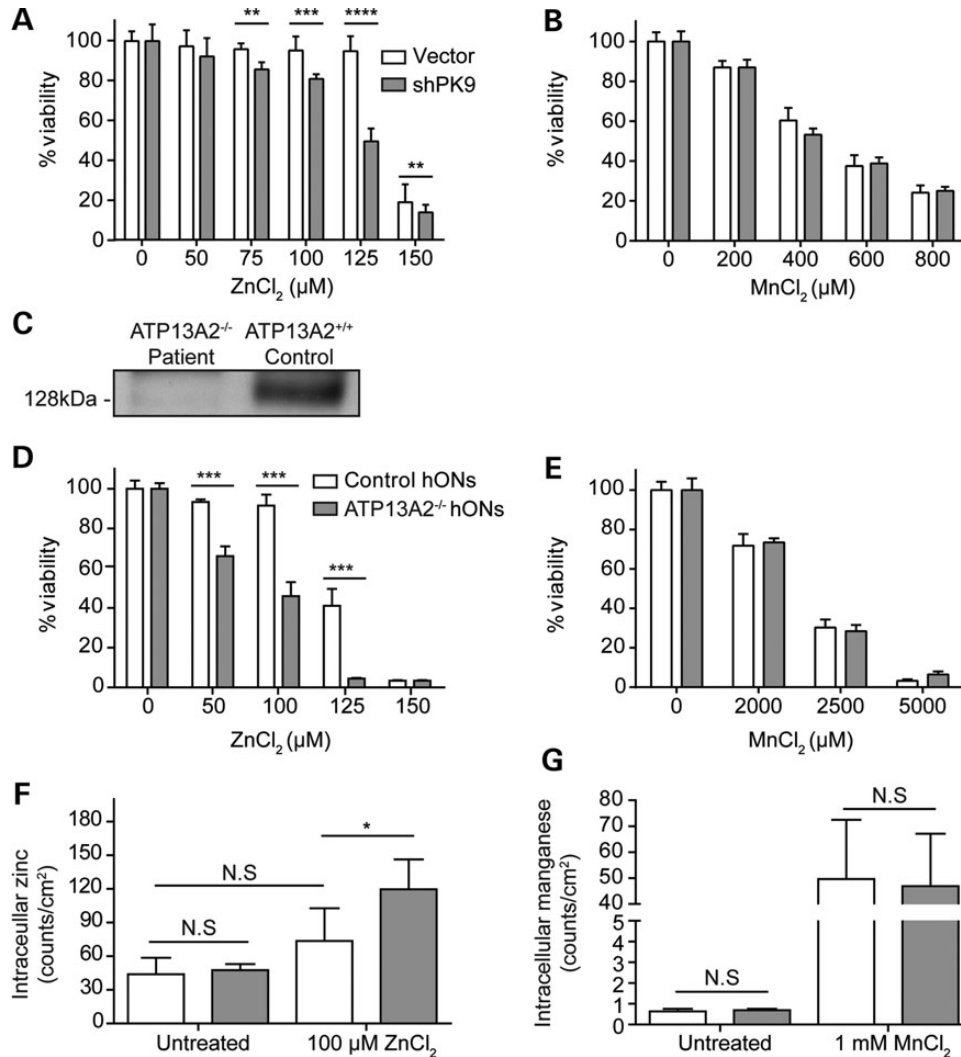 A
** *** **** **
Vector
shPK9
% viability
100
80
60
40
20
0
0 50 75 100 125 150
ZnCl2 (µM)
B
% viability
100
80
60
40
20
0
0 200 400 600 800
MnCl2 (µM)
C
ATP13A2-/- ATP13A2+/+
Patient Control
128kDa -
D
*** *** ***
Control hONs
ATP13A2-/- hONs
% viability
100
80
60
40
20
0
0 50 100 125 150
ZnCl2 (µM)
E
% viability
100
80
60
40
20
0
0 2000 2500 5000
MnCl2 (µM)
F
Intraceullar zinc
(counts/cm2)
180
150
120
90
60
30
0
*
N.S
N.S
Untreated 100 µM ZnCl2
G
Intracellular manganese
(counts/cm2)
80
70
60
50
40
5
4
3
2
1
0
N.S
N.S
Untreated 1 mM MnCl2